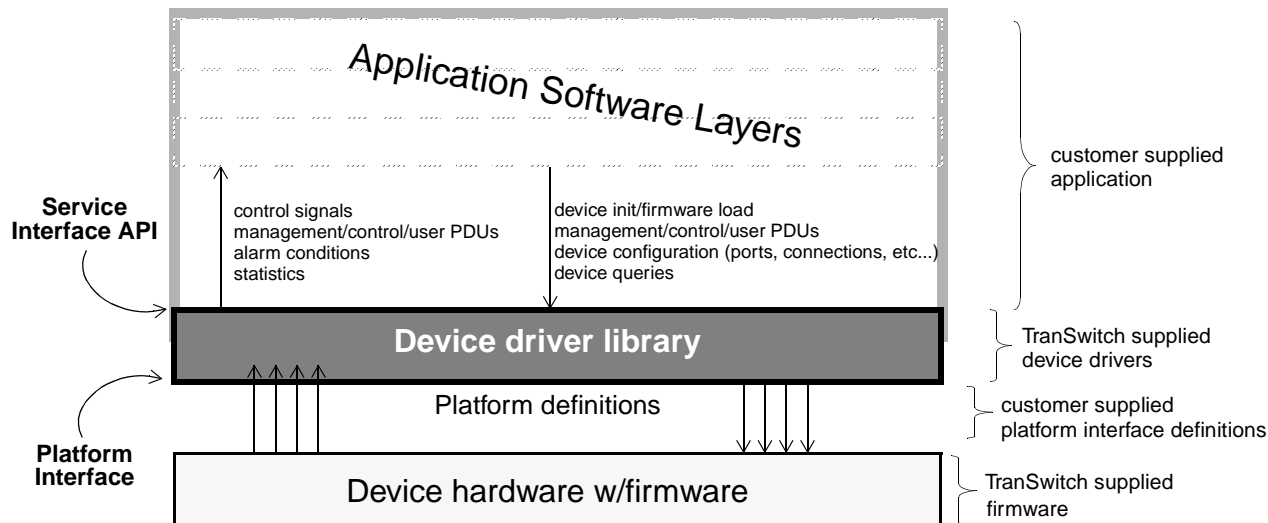 Application Software Layers
customer supplied
application
Service
Interface API
control signals
management/control/user PDUs
alarm conditions
statistics
device init/firmware load
management/control/user PDUs
device configuration (ports, connections, etc...)
device queries
Device driver library
TranSwitch supplied
device drivers
Platform definitions
customer supplied
platform interface definitions
Platform
Interface
Device hardware w/firmware
TranSwitch supplied
firmware